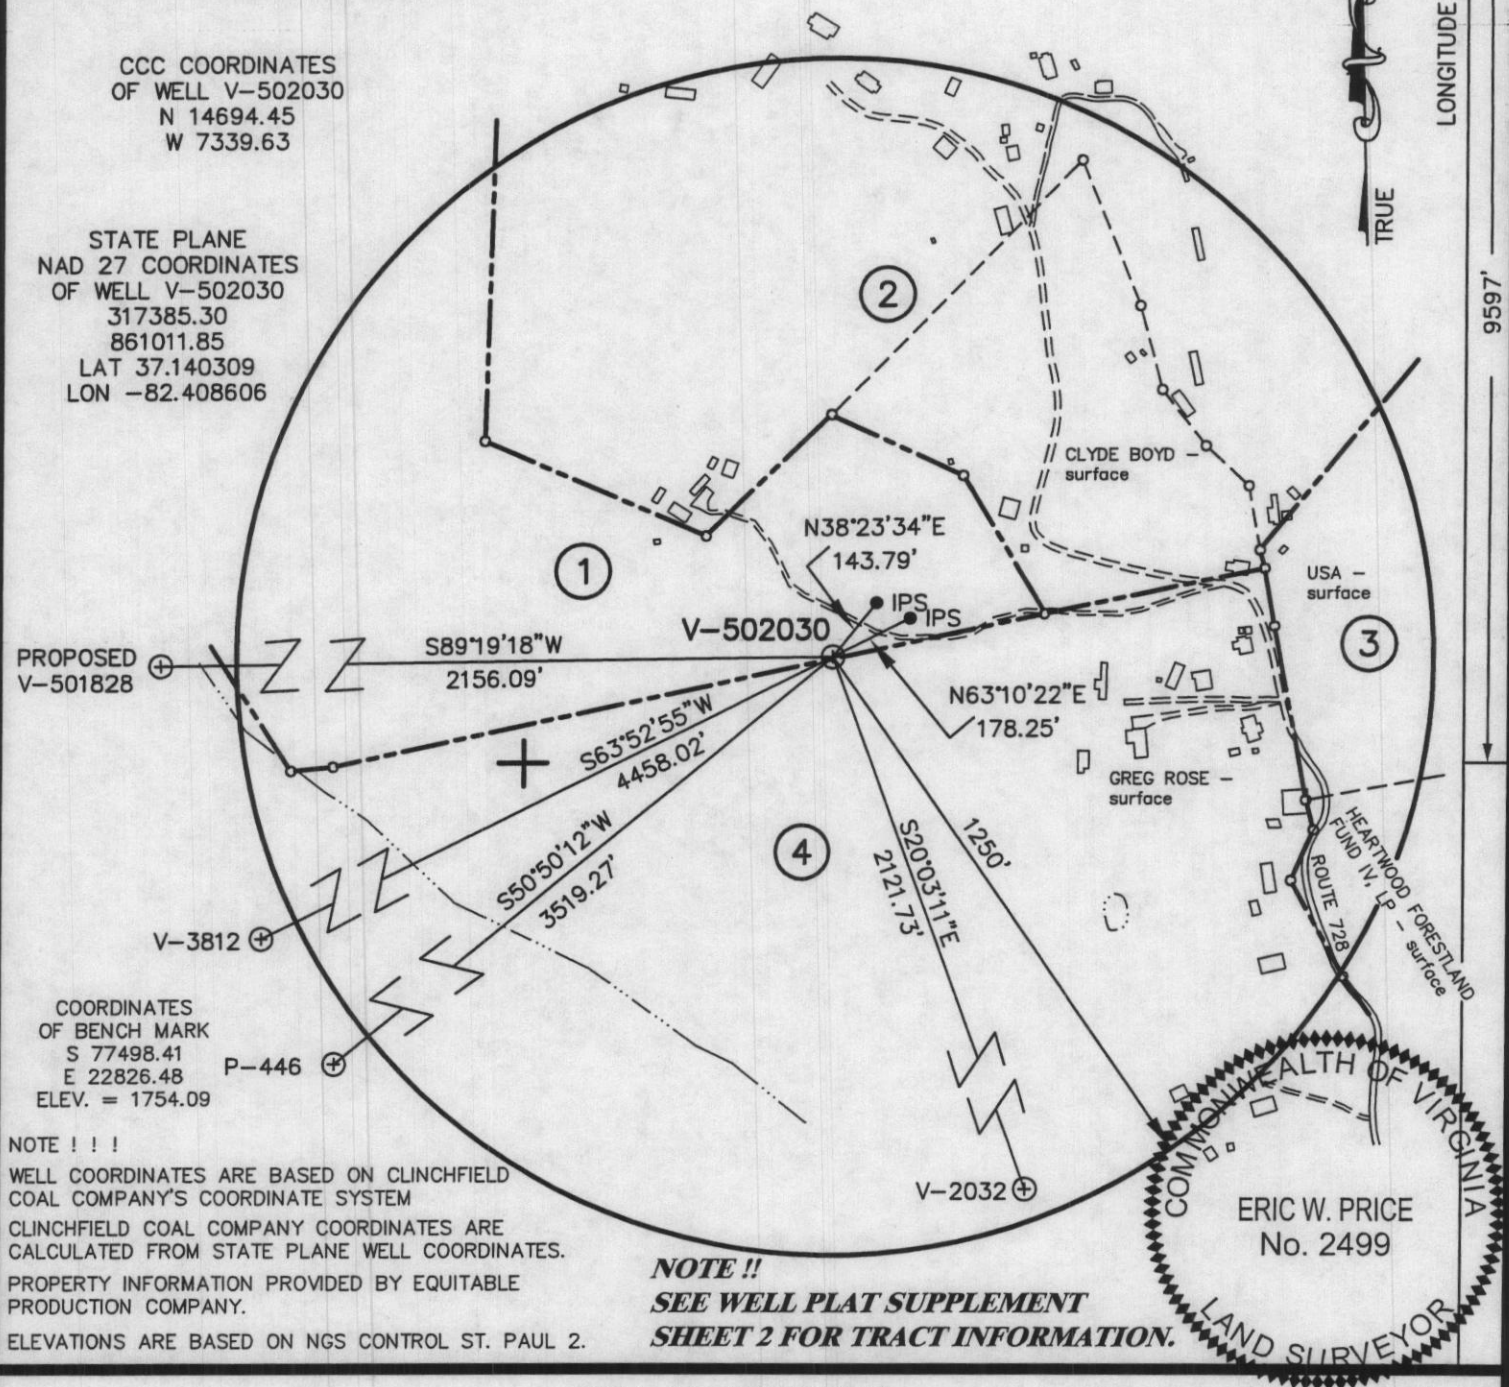 CCC COORDINATES
OF WELL V-502030
N 14694.45
W 7339.63
STATE PLANE
NAD 27 COORDINATES
OF WELL V-502030
317385.30
861011.85
LAT 37.140309
LON -82.408606
LONGITUDE
TRUE
9597'
2
CLYDE BOYD -
surface
N38°23'34"E
143.79'
1
IPS
IPS
USA -
surface
V-502030
3
PROPOSED
V-501828
S89°19'18"W
2156.09'
N63°10'22"E
178.25'
S63°52'55"W
4458.02'
GREG ROSE -
surface
S50°50'12"W
3519.27'
4
S20°03'11"E
2121.73'
1250'
HEARTWOOD FORESTLAND
FUND IV, LP - surface
ROUTE 728
V-3812
COORDINATES
OF BENCH MARK
S 77498.41
E 22826.48
ELEV. = 1754.09
P-446
V-2032
NOTE ! ! !
WELL COORDINATES ARE BASED ON CLINCHFIELD
COAL COMPANY'S COORDINATE SYSTEM
CLINCHFIELD COAL COMPANY COORDINATES ARE
CALCULATED FROM STATE PLANE WELL COORDINATES.
PROPERTY INFORMATION PROVIDED BY EQUITABLE
PRODUCTION COMPANY.
ELEVATIONS ARE BASED ON NGS CONTROL ST. PAUL 2.
NOTE !!
SEE WELL PLAT SUPPLEMENT
SHEET 2 FOR TRACT INFORMATION.
COMMONWEALTH OF VIRGINIA
ERIC W. PRICE
No. 2499
LAND SURVEYOR